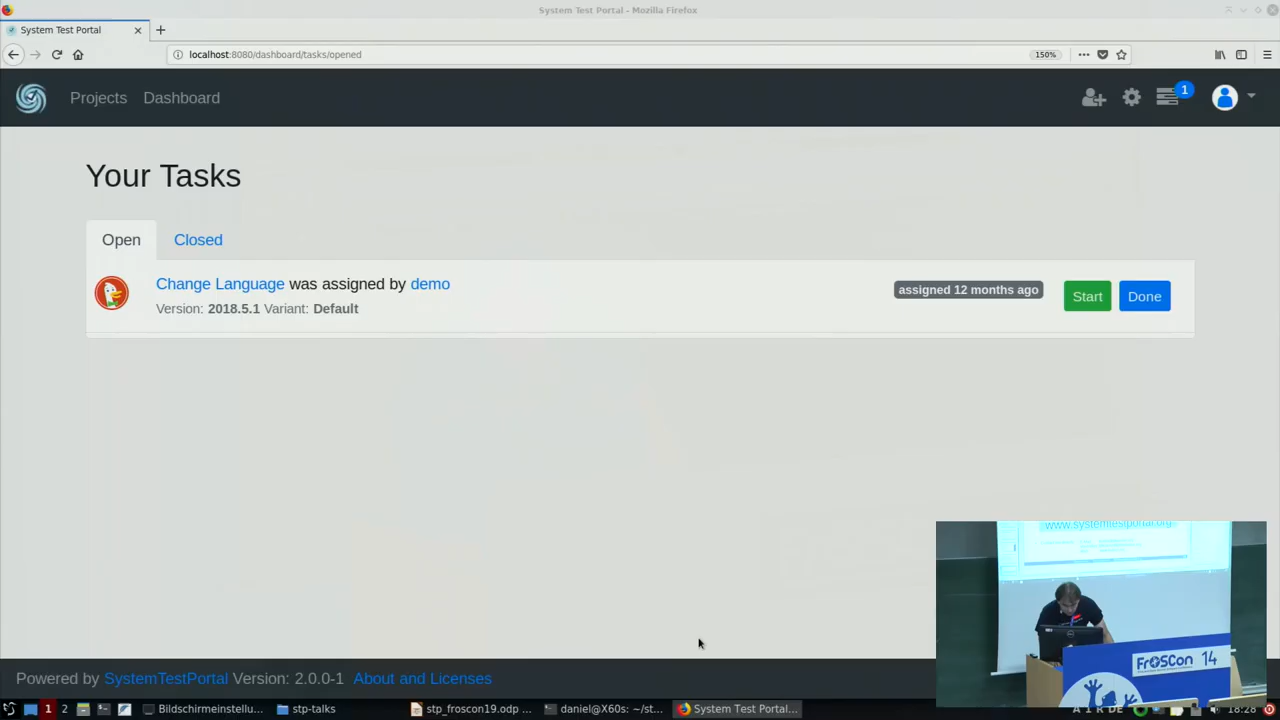 System Test Portal - Mozilla Firefox
System Test Portal
localhost:8080/dashboard/tasks/opened
150%
Projects
Dashboard
1
Your Tasks
Open
Closed
Change Language was assigned by demo
assigned 12 months ago
Start
Done
Version: 2018.5.1 Variant: Default
www.systemtestportal.org
FrOSCon 14
Powered by SystemTestPortal Version: 2.0.0-1 About and Licenses
1
2
Bildschirmeinstellu...
stp-talks
stp_froscon19.odp ...
daniel@X60s: ~/st...
System Test Portal...
DE
18:28